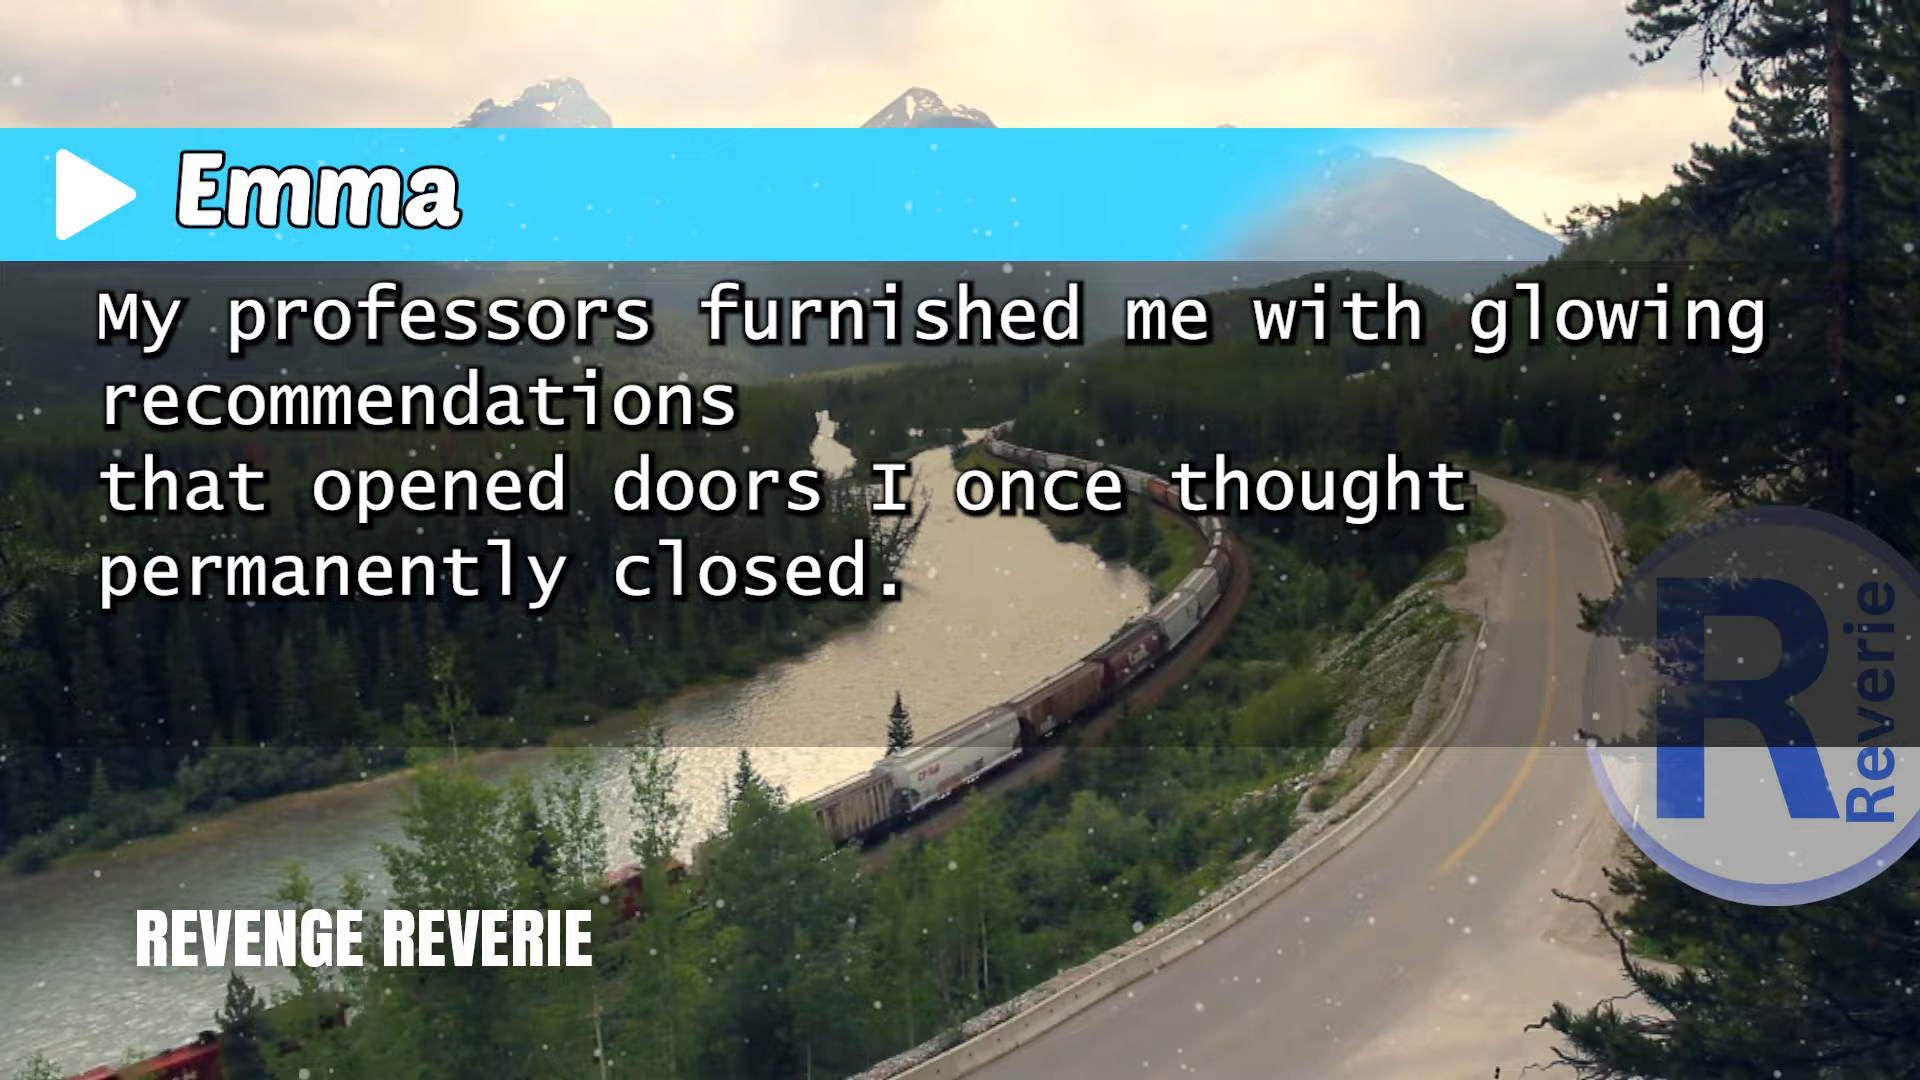 Emma
My professors furnished me with glowing
recommendations
that opened doors I once thought
permanently closed.
R
Reverie
REVENGE REVERIE